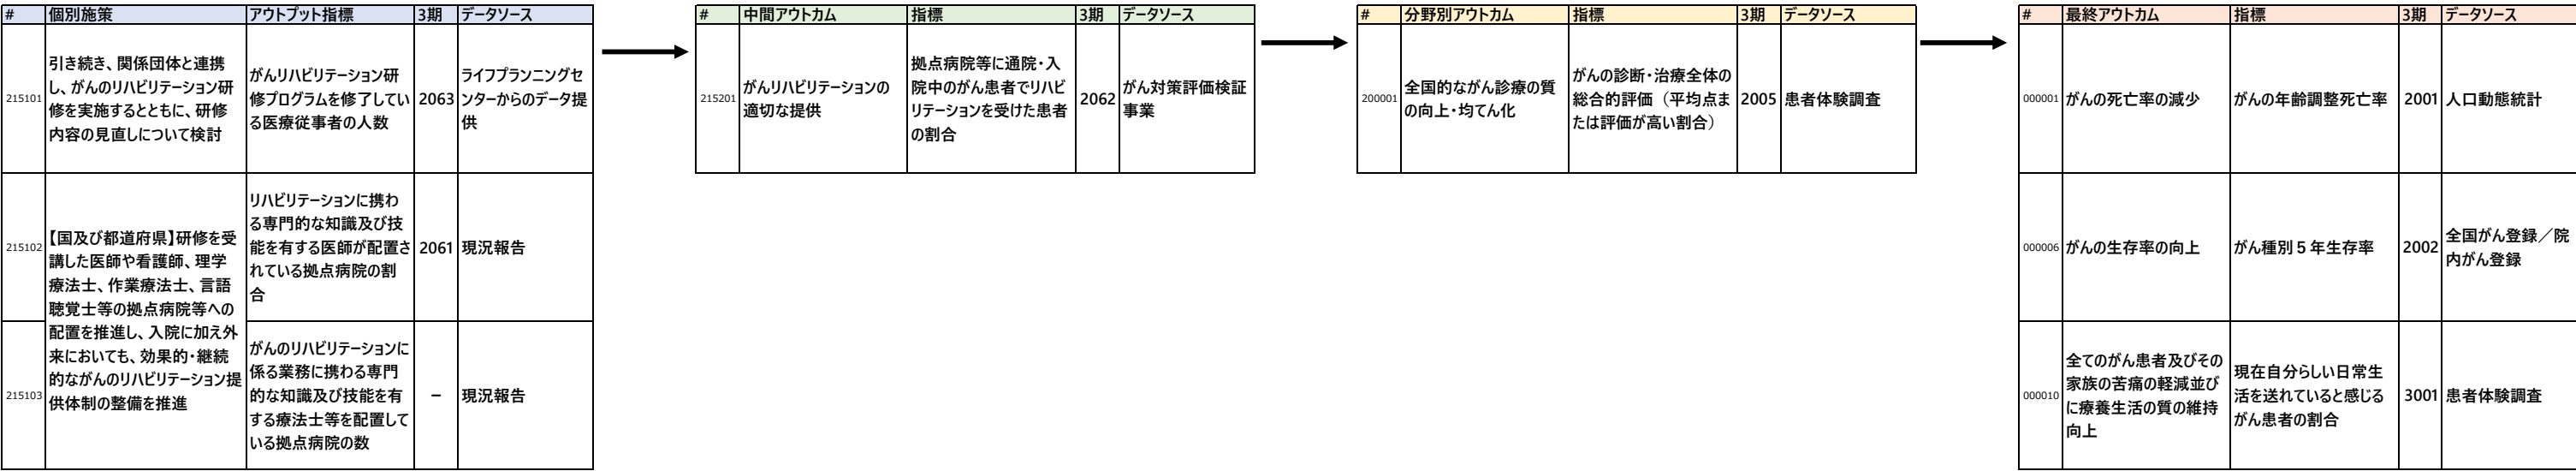 # 個別施策 アウトプット指標 3期 データソース
215101
引き続き、関係団体と連携
し、がんのリハビリテーション研
修を実施するとともに、研修
内容の見直しについて検討
がんリハビリテーション研
修プログラムを修了してい
る医療従事者の人数
2063
ライフプランニングセ
ンターからのデータ提
供
215102
【国及び都道府県】研修を受
講した医師や看護師、理学
療法士、作業療法士、言語
聴覚士等の拠点病院等への
配置を推進し、入院に加え外
来においても、効果的・継続
的ながんのリハビリテーション提
供体制の整備を推進
リハビリテーションに携わ
る専門的な知識及び技
能を有する医師が配置さ
れている拠点病院の割
合
2061
現況報告
215103
がんのリハビリテーションに
係る業務に携わる専門
的な知識及び技能を有
する療法士等を配置して
いる拠点病院の数
－
現況報告
# 中間アウトカム 指標 3期 データソース
215201
がんリハビリテーションの
適切な提供
拠点病院等に通院・入
院中のがん患者でリハビ
リテーションを受けた患者
の割合
2062
がん対策評価検証
事業
# 分野別アウトカム 指標 3期 データソース
200001
全国的ながん診療の質
の向上・均てん化
がんの診断・治療全体の
総合的評価（平均点ま
たは評価が高い割合）
2005
患者体験調査
# 最終アウトカム 指標 3期 データソース
000001
がんの死亡率の減少
がんの年齢調整死亡率
2001
人口動態統計
000006
がんの生存率の向上
がん種別５年生存率
2002
全国がん登録／院
内がん登録
000010
全てのがん患者及びその
家族の苦痛の軽減並び
に療養生活の質の維持
向上
現在自分らしい日常生
活を送れていると感じる
がん患者の割合
3001
患者体験調査